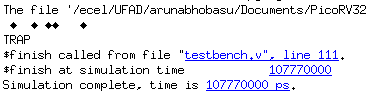 The file '/ecel/UFAD/arunabhobasu/Documents/PicoRV32
◆ ◆ ◆◆ ◆
TRAP
$finish called from file "testbench.v", line 111.
$finish at simulation time 107770000
Simulation complete, time is 107770000 ps.